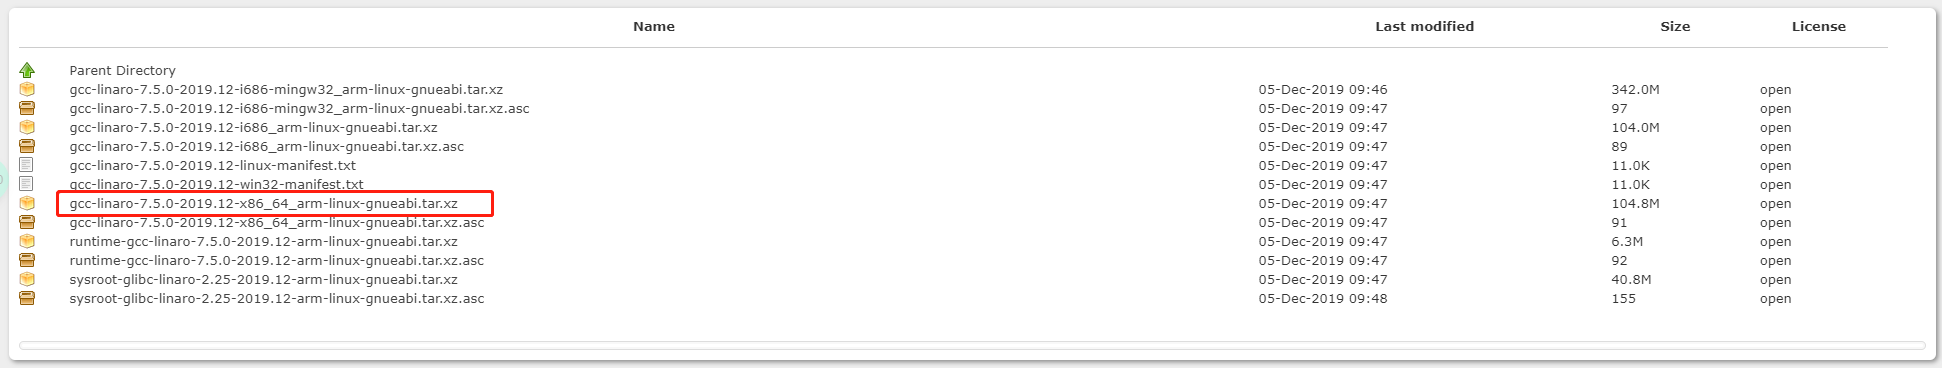 Name Last modified Size License
Parent Directory
gcc-linaro-7.5.0-2019.12-i686-mingw32_arm-linux-gnueabi.tar.xz 05-Dec-2019 09:46 342.0M open
gcc-linaro-7.5.0-2019.12-i686-mingw32_arm-linux-gnueabi.tar.xz.asc 05-Dec-2019 09:47 97 open
gcc-linaro-7.5.0-2019.12-i686_arm-linux-gnueabi.tar.xz 05-Dec-2019 09:47 104.0M open
gcc-linaro-7.5.0-2019.12-i686_arm-linux-gnueabi.tar.xz.asc 05-Dec-2019 09:47 89 open
gcc-linaro-7.5.0-2019.12-linux-manifest.txt 05-Dec-2019 09:47 11.0K open
gcc-linaro-7.5.0-2019.12-win32-manifest.txt 05-Dec-2019 09:47 11.0K open
gcc-linaro-7.5.0-2019.12-x86_64_arm-linux-gnueabi.tar.xz 05-Dec-2019 09:47 104.8M open
gcc-linaro-7.5.0-2019.12-x86_64_arm-linux-gnueabi.tar.xz.asc 05-Dec-2019 09:47 91 open
runtime-gcc-linaro-7.5.0-2019.12-arm-linux-gnueabi.tar.xz 05-Dec-2019 09:47 6.3M open
runtime-gcc-linaro-7.5.0-2019.12-arm-linux-gnueabi.tar.xz.asc 05-Dec-2019 09:47 92 open
sysroot-glibc-linaro-2.25-2019.12-arm-linux-gnueabi.tar.xz 05-Dec-2019 09:47 40.8M open
sysroot-glibc-linaro-2.25-2019.12-arm-linux-gnueabi.tar.xz.asc 05-Dec-2019 09:48 155 open